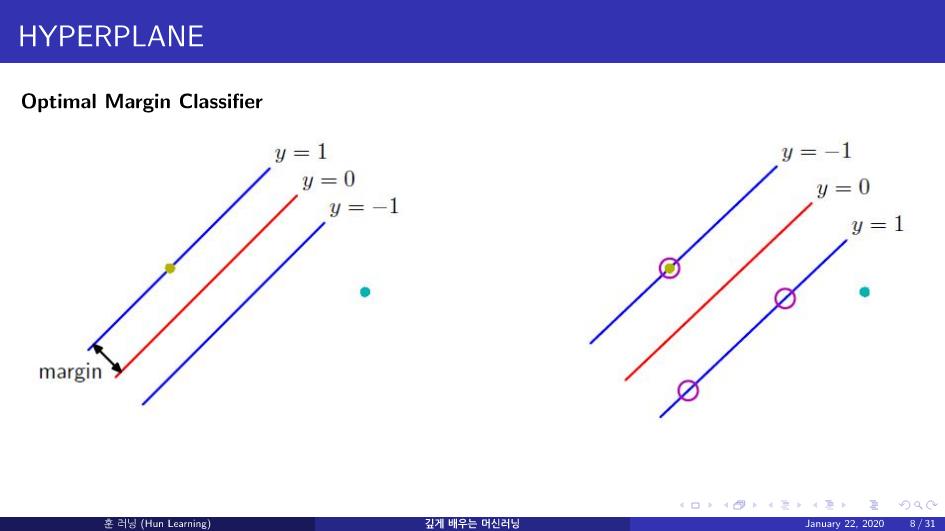 HYPERPLANE
Optimal Margin Classifier
y = 1
y = 0
y = −1
margin
y = −1
y = 0
y = 1
훈 러닝 (Hun Learning)
깊게 배우는 머신러닝
January 22, 2020
8 / 31